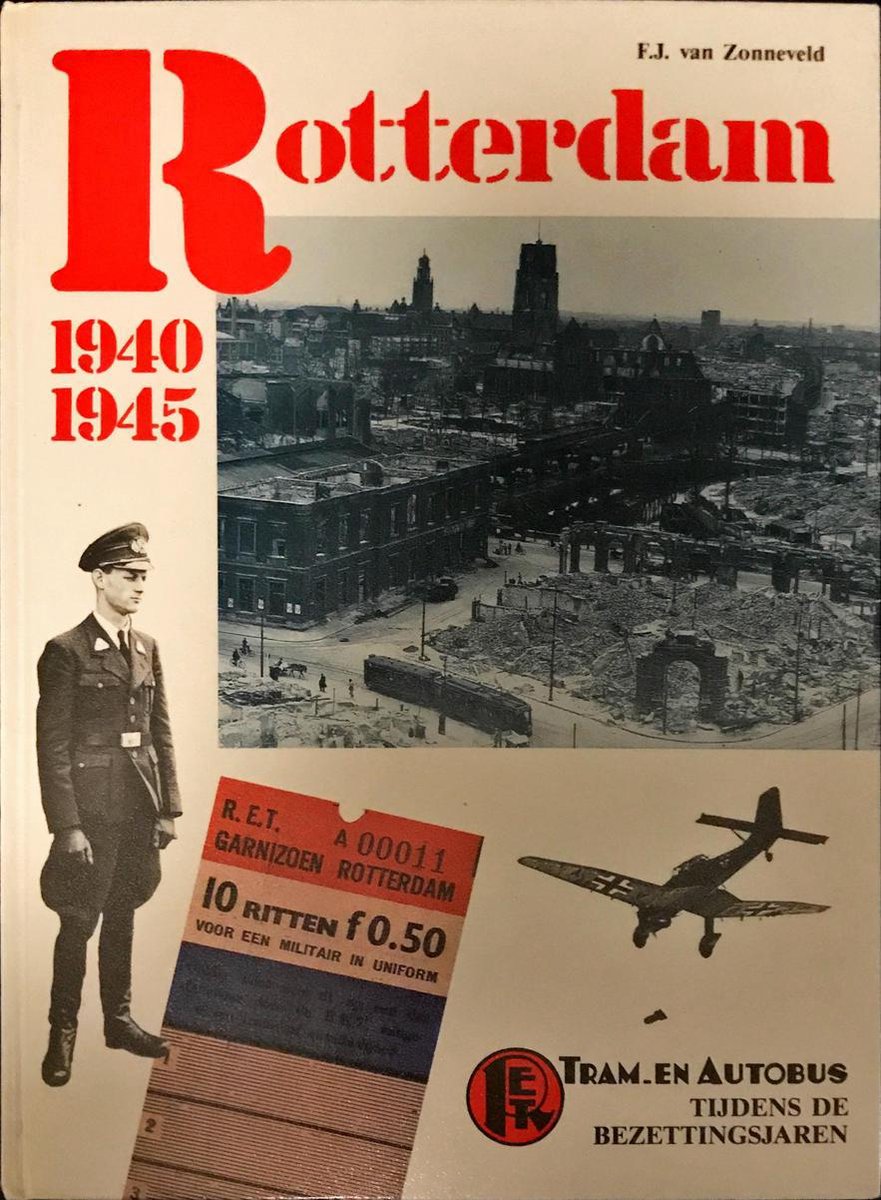 F.J. van Zonneveld
Rotterdam
1940
1945
R.E.T. A 00011
GARNIZOEN ROTTERDAM
10 RITTEN f 0.50
VOOR EEN MILITAIR IN UNIFORM
1
2
3
RET
TRAM-EN AUTOBUS
TIJDENS DE
BEZETTINGSJAREN